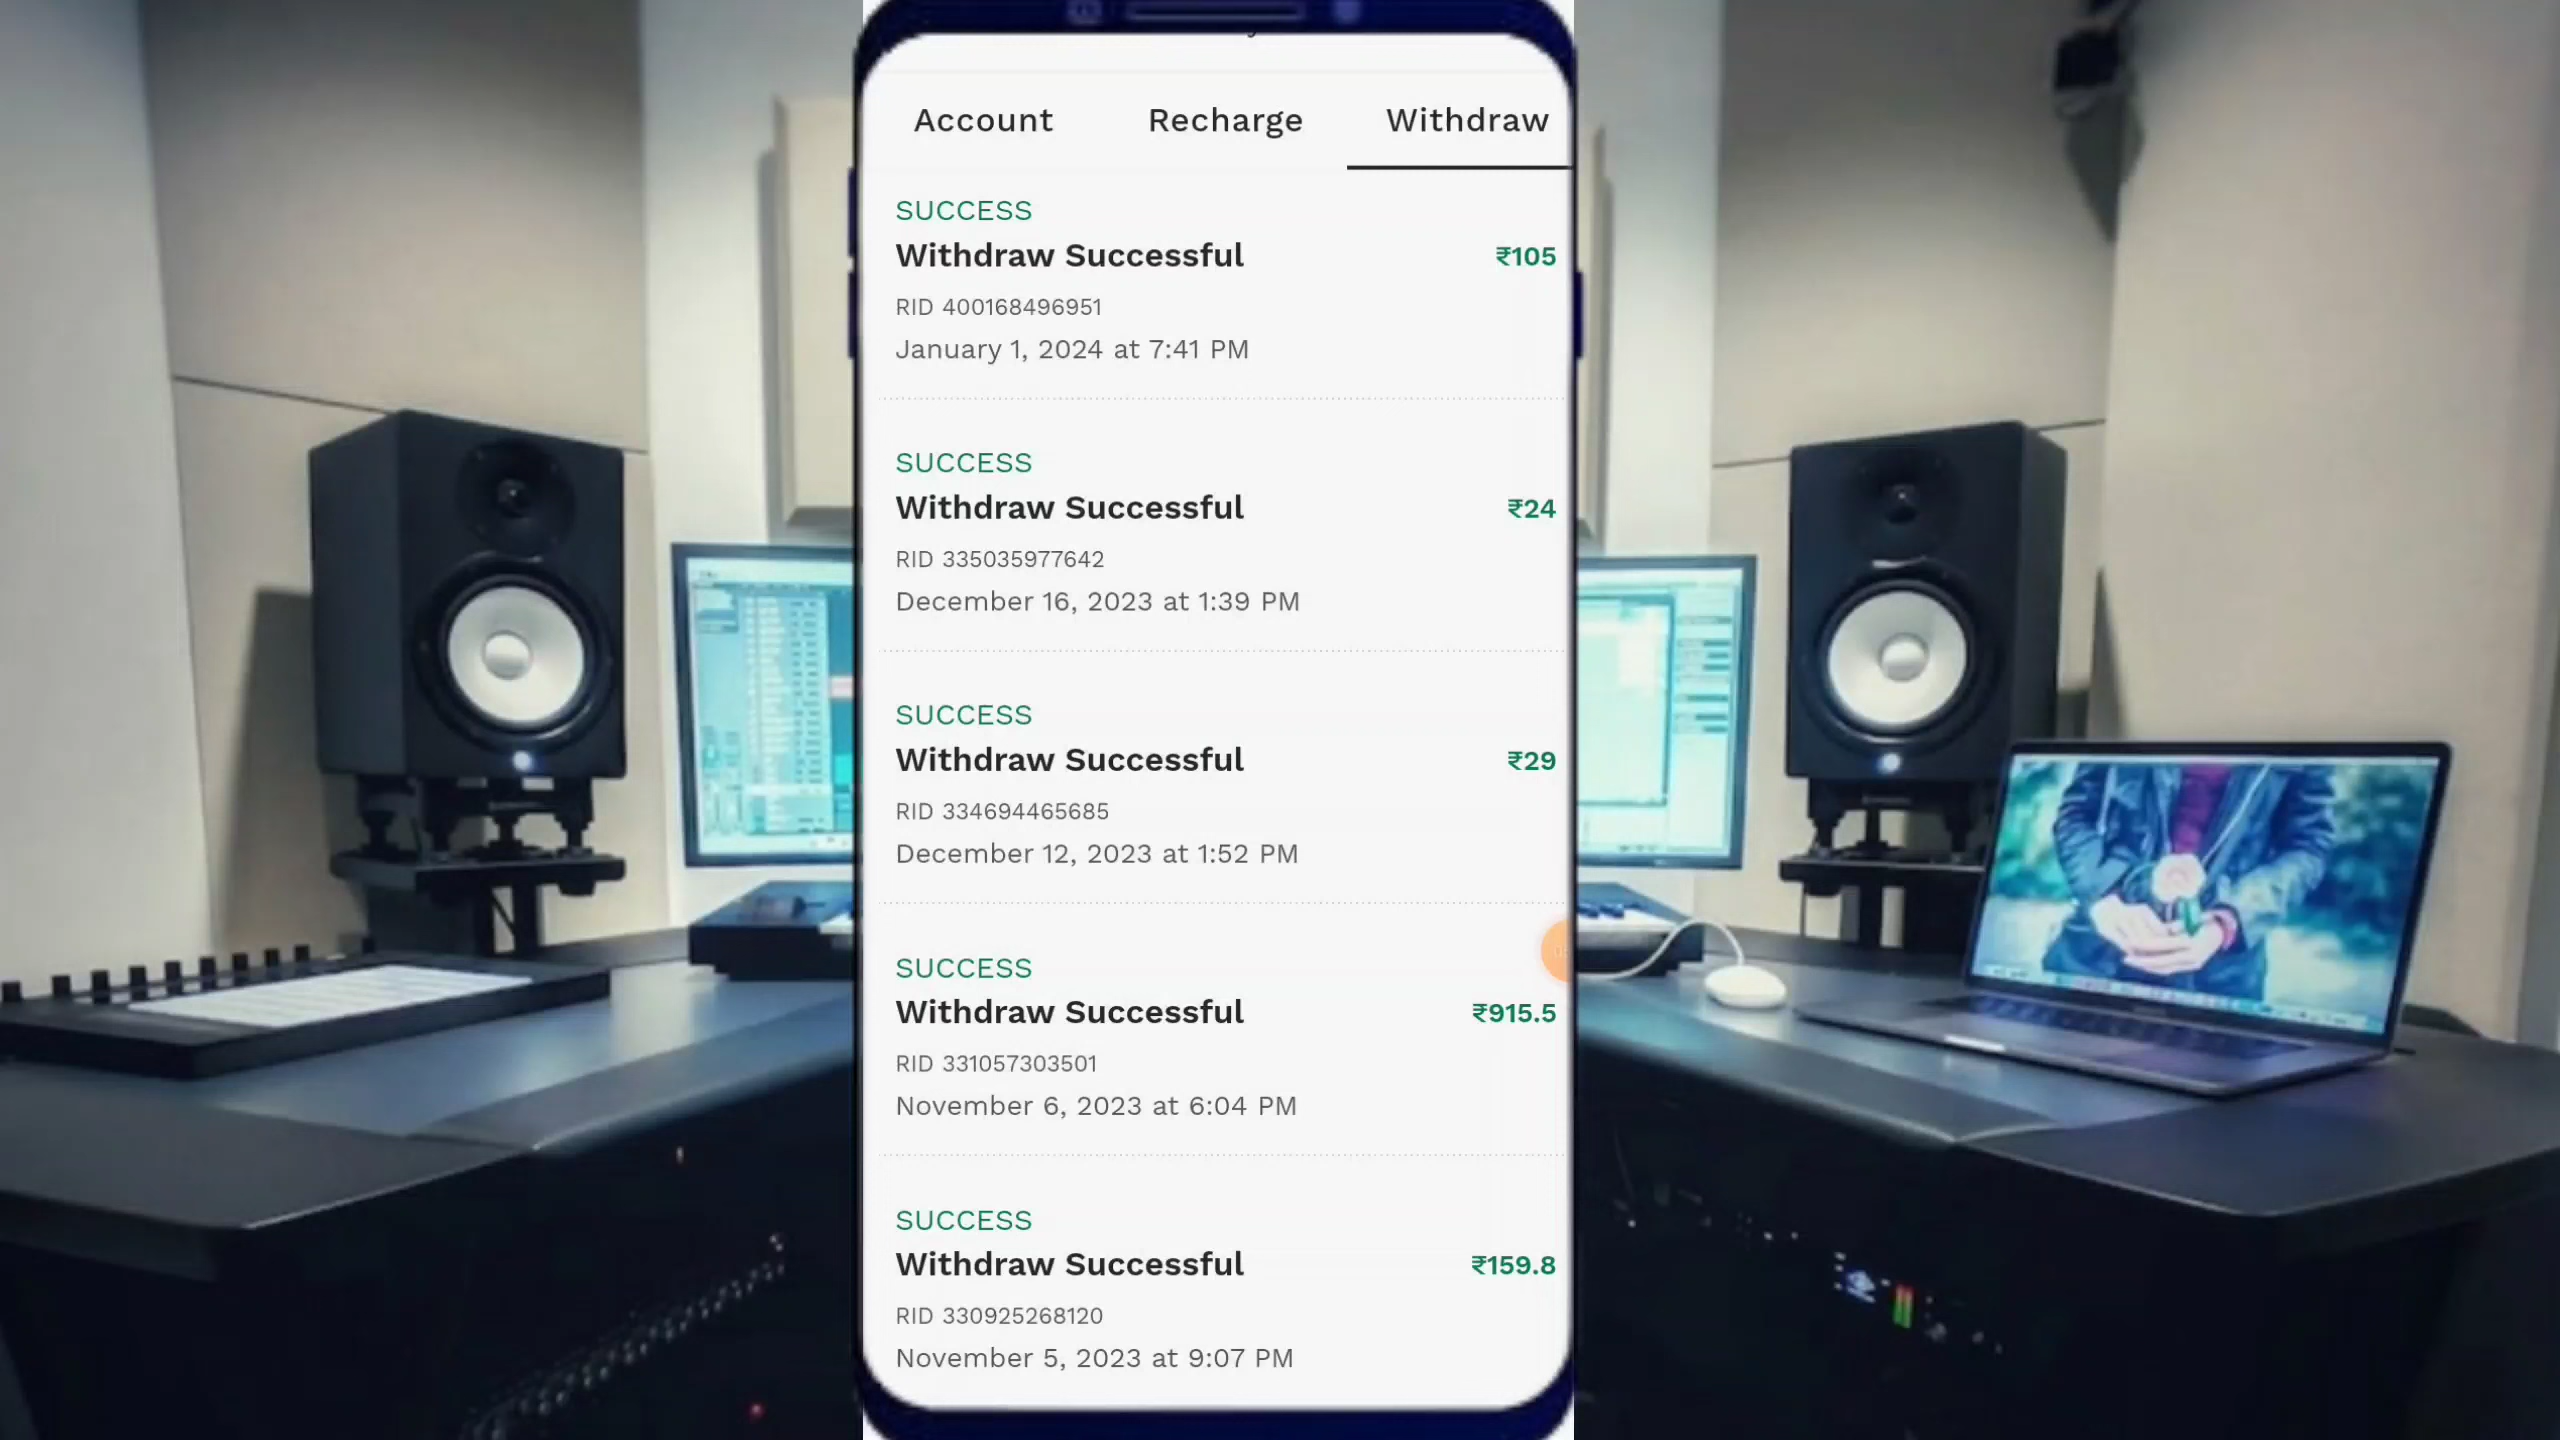 Account Recharge Withdraw
SUCCESS
Withdraw Successful ₹105
RID 400168496951
January 1, 2024 at 7:41 PM
SUCCESS
Withdraw Successful ₹24
RID 335035977642
December 16, 2023 at 1:39 PM
SUCCESS
Withdraw Successful ₹29
RID 334694465685
December 12, 2023 at 1:52 PM
SUCCESS
Withdraw Successful ₹915.5
RID 331057303501
November 6, 2023 at 6:04 PM
SUCCESS
Withdraw Successful ₹159.8
RID 330925268120
November 5, 2023 at 9:07 PM